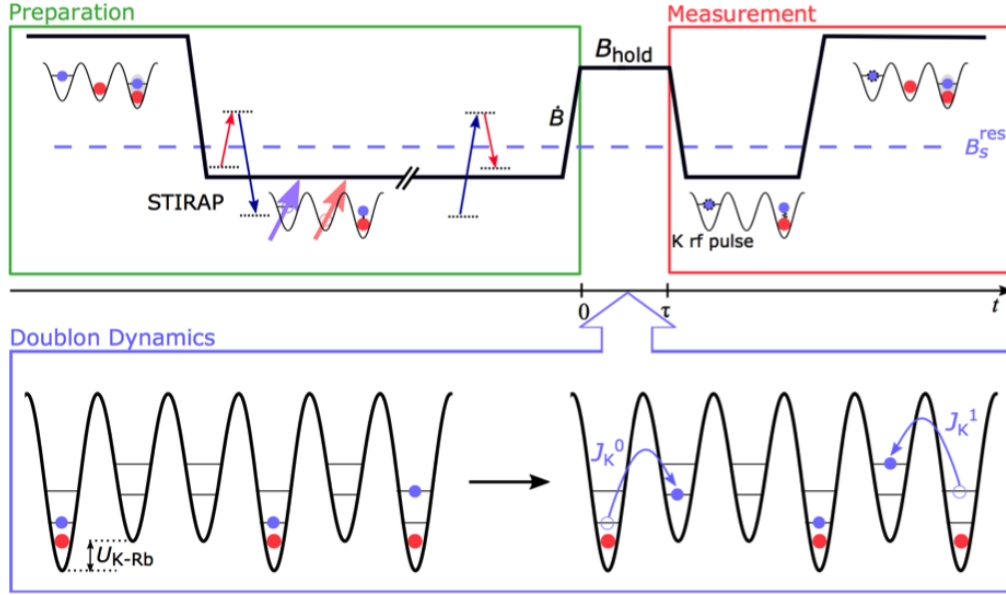 Preparation
Measurement
B_hold
Ḃ
B_s^res
STIRAP
K rf pulse
0
τ
t
Doublon Dynamics
J_K^0
J_K^1
U_K-Rb